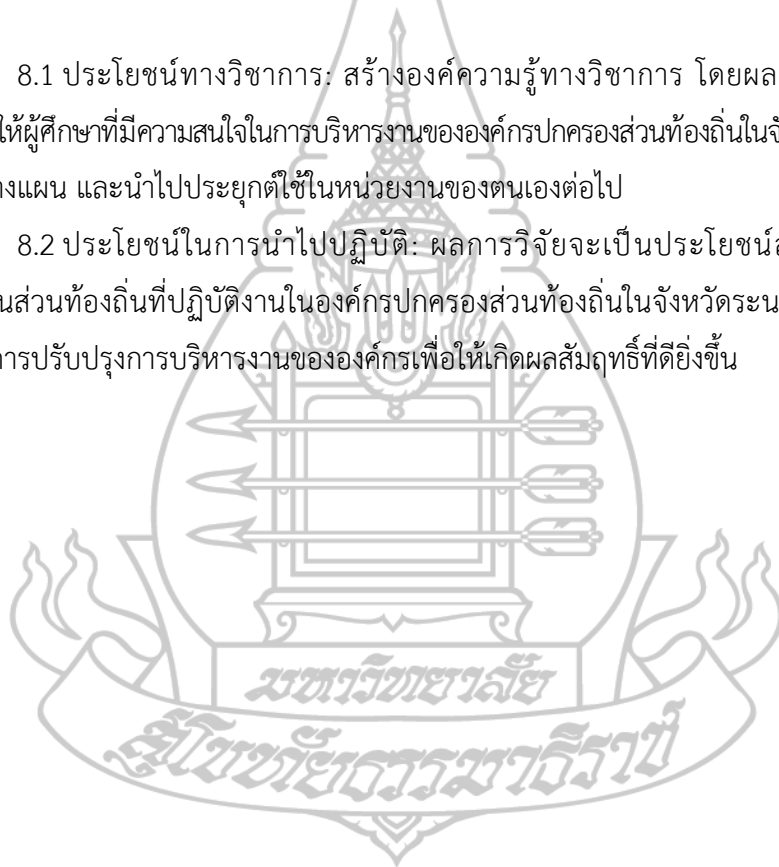 8.1 ประโยชน์ทางวิชาการ: สร้างองค์ความรู้ทางวิชาการ โดยผล
ให้ผู้ศึกษาที่มีความสนใจในการบริหารงานขององค์กรปกครองส่วนท้องถิ่นในจั
างแผน และนำไปประยุกต์ใช้ในหน่วยงานของตนเองต่อไป
8.2 ประโยชน์ในการนำไปปฏิบัติ: ผลการวิจัยจะเป็นประโยชน์ส
นส่วนท้องถิ่นที่ปฏิบัติงานในองค์กรปกครองส่วนท้องถิ่นในจังหวัดระน
การปรับปรุงการบริหารงานขององค์กรเพื่อให้เกิดผลสัมฤทธิ์ที่ดียิ่งขึ้น
มหาวิทยาลัย
สุโขทัยธรรมาธิราช